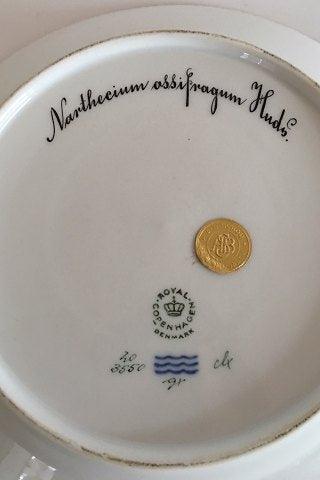 Narthecium ossifragum Huds.
ROYAL
COPENHAGEN
DENMARK
20
3550